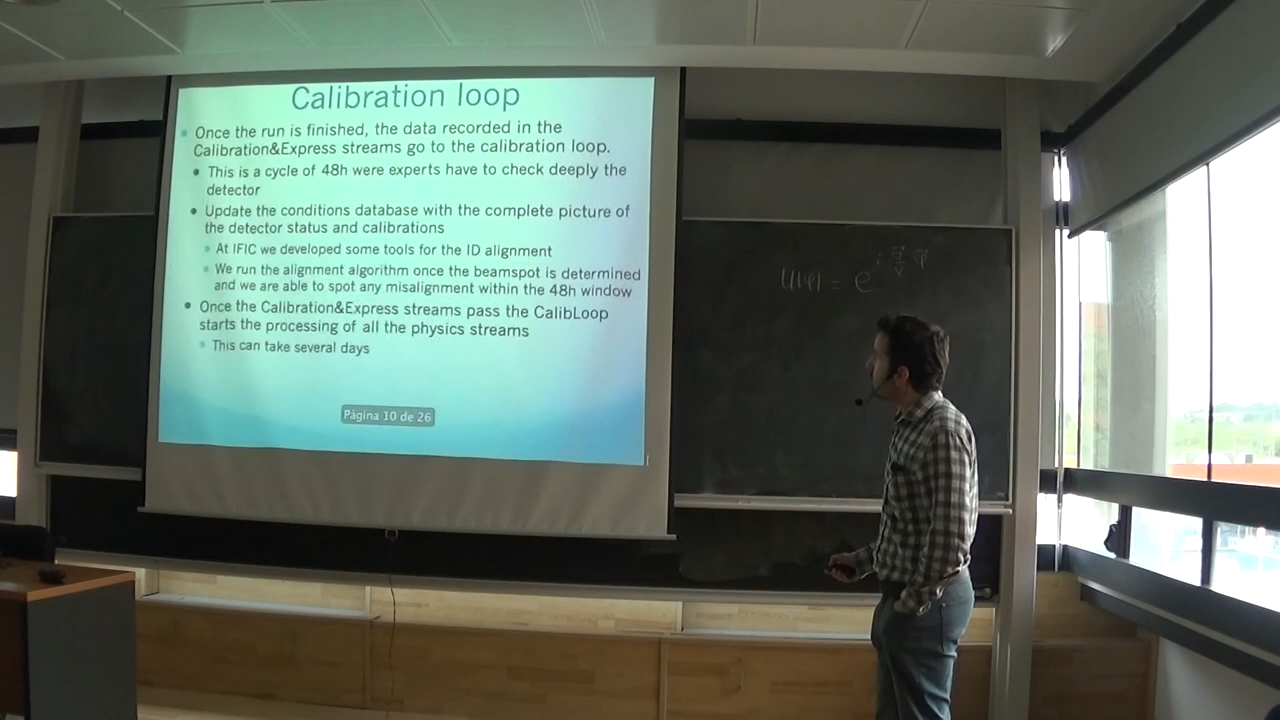 Calibration loop
Once the run is finished, the data recorded in the
Calibration&Express streams go to the calibration loop.
This is a cycle of 48h were experts have to check deeply the
detector
Update the conditions database with the complete picture of
the detector status and calibrations
At IFIC we developed some tools for the ID alignment
We run the alignment algorithm once the beamspot is determined
and we are able to spot any misalignment within the 48h window
Once the Calibration&Express streams pass the CalibLoop
starts the processing of all the physics streams
This can take several days
Página 10 de 26